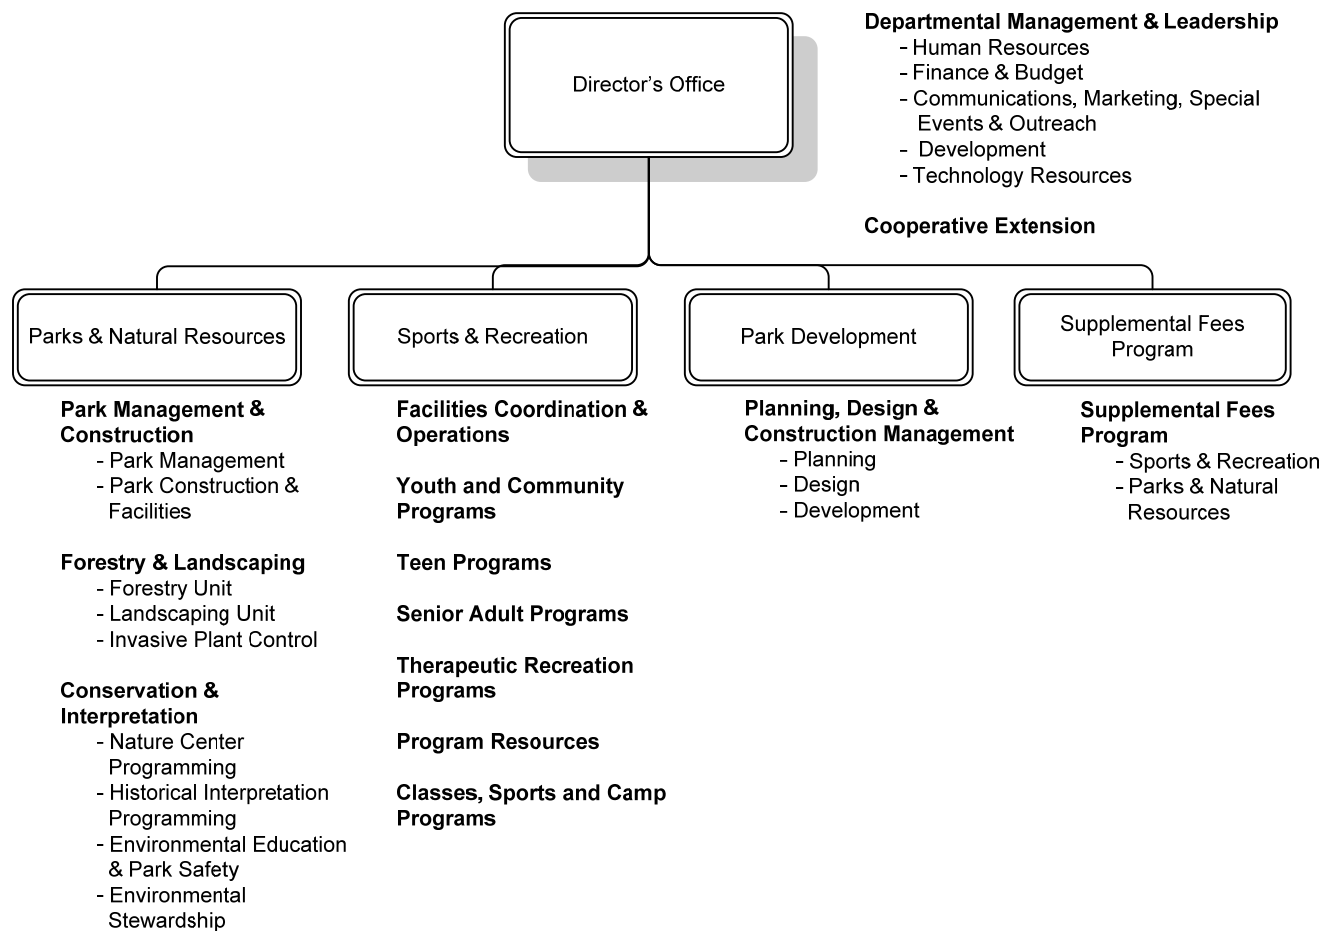 Director's Office
Departmental Management & Leadership
- Human Resources
- Finance & Budget
- Communications, Marketing, Special
Events & Outreach
- Development
- Technology Resources
Cooperative Extension
Parks & Natural Resources
Park Management &
Construction
- Park Management
- Park Construction &
Facilities
Forestry & Landscaping
- Forestry Unit
- Landscaping Unit
- Invasive Plant Control
Conservation &
Interpretation
- Nature Center
Programming
- Historical Interpretation
Programming
- Environmental Education
& Park Safety
- Environmental
Stewardship
Sports & Recreation
Facilities Coordination &
Operations
Youth and Community
Programs
Teen Programs
Senior Adult Programs
Therapeutic Recreation
Programs
Program Resources
Classes, Sports and Camp
Programs
Park Development
Planning, Design &
Construction Management
- Planning
- Design
- Development
Supplemental Fees
Program
Supplemental Fees
Program
- Sports & Recreation
- Parks & Natural
Resources